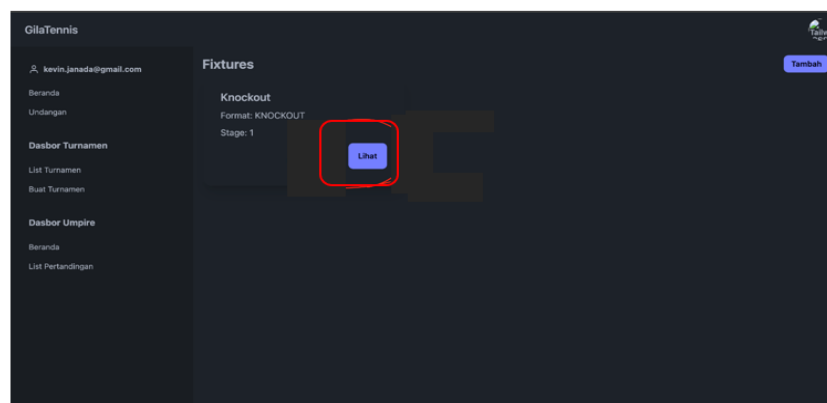 GilaTennis
kevin.janada@gmail.com
Beranda
Undangan
Dasbor Turnamen
List Turnamen
Buat Turnamen
Dasbor Umpire
Beranda
List Pertandingan
Fixtures
Tambah
Knockout
Format: KNOCKOUT
Stage: 1
Lihat